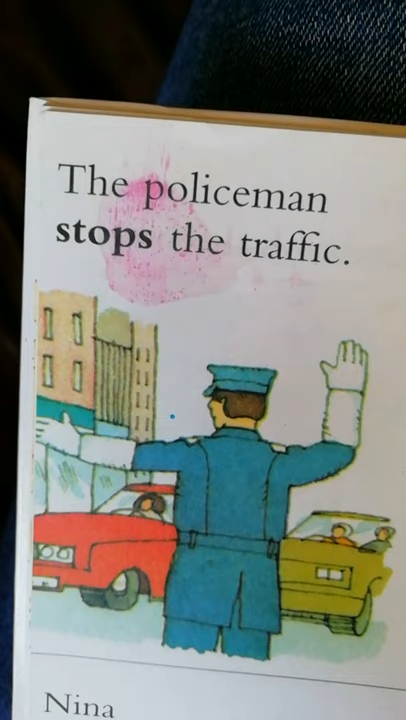 The policeman
stops the traffic.
Nina